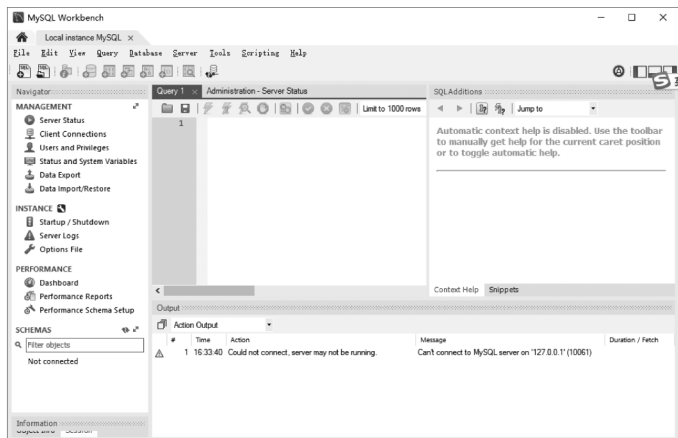 MySQL Workbench
Local instance MySQL ×
File Edit View Query Database Server Tools Scripting Help
Navigator
MANAGEMENT
Server Status
Client Connections
Users and Privileges
Status and System Variables
Data Export
Data Import/Restore
INSTANCE
Startup / Shutdown
Server Logs
Options File
PERFORMANCE
Dashboard
Performance Reports
Performance Schema Setup
SCHEMAS
Filter objects
Not connected
Information
Object Info Session
Query 1 × Administration - Server Status
Limit to 1000 rows
1
SQLAdditions
Jump to
Automatic context help is disabled. Use the toolbar
to manually get help for the current caret position
or to toggle automatic help.
Context Help Snippets
Output
Action Output
# Time Action Message Duration / Fetch
1 16:33:40 Could not connect, server may not be running. Can't connect to MySQL server on '127.0.0.1' (10061)